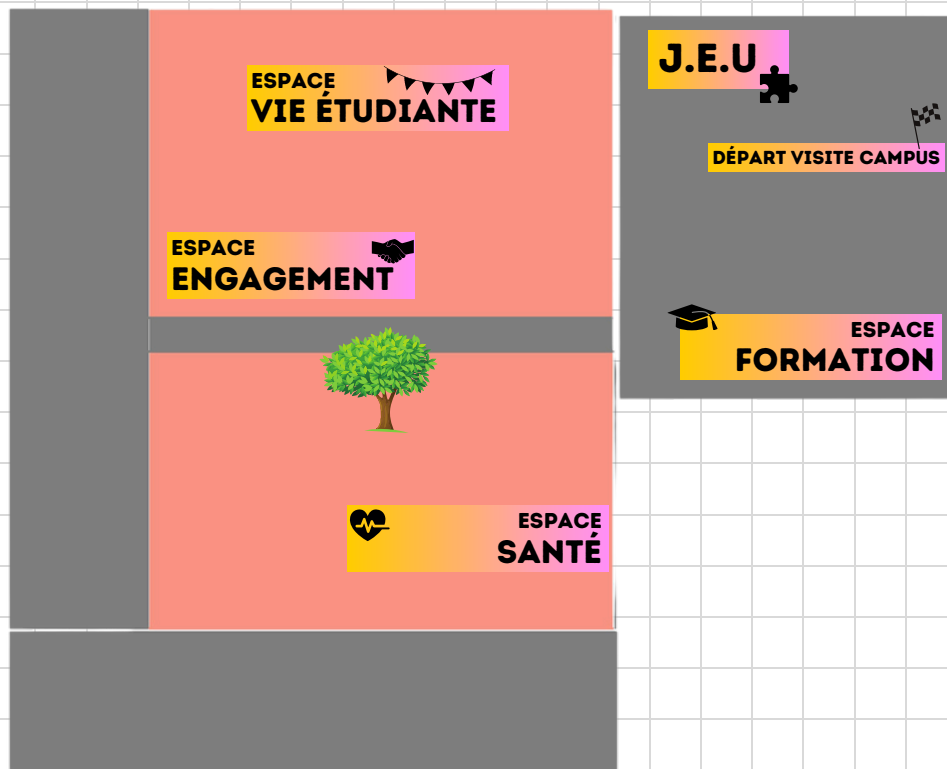 ESPACE
VIE ÉTUDIANTE
ESPACE
ENGAGEMENT
ESPACE
SANTÉ
J.E.U
DÉPART VISITE CAMPUS
ESPACE
FORMATION